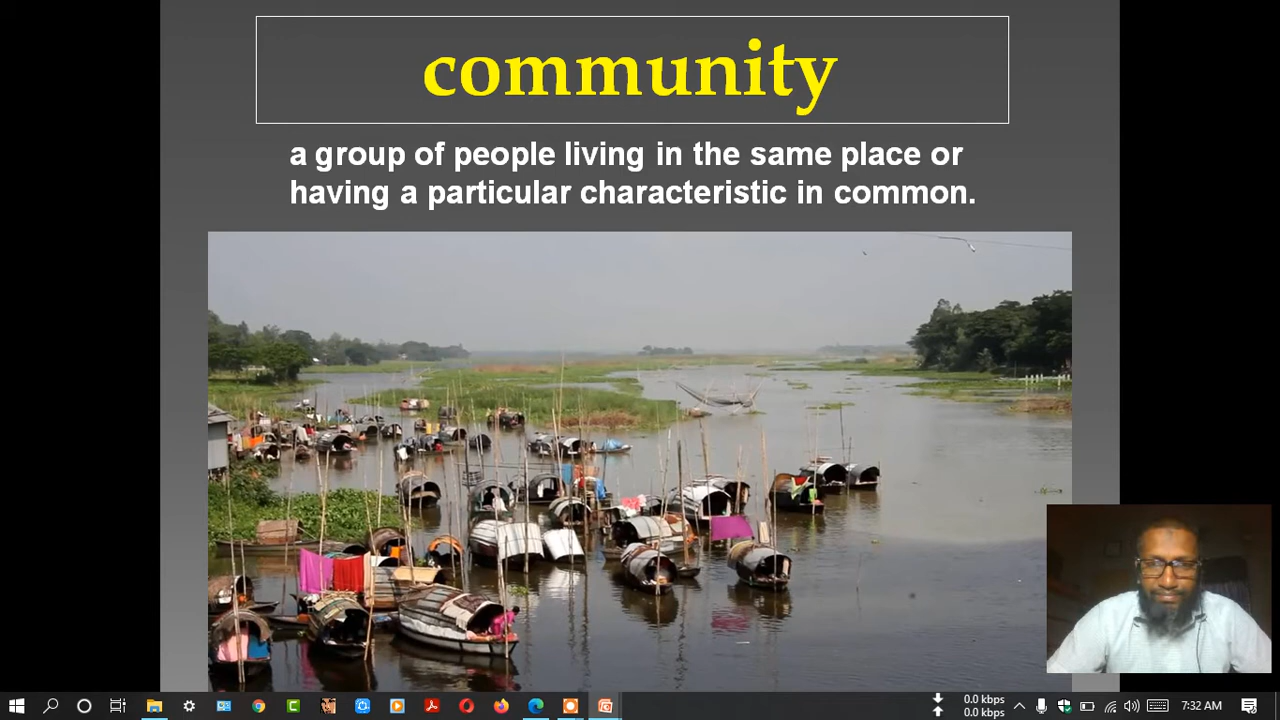 community
a group of people living in the same place or
having a particular characteristic in common.
0.0 kbps
0.0 kbps
7:32 AM